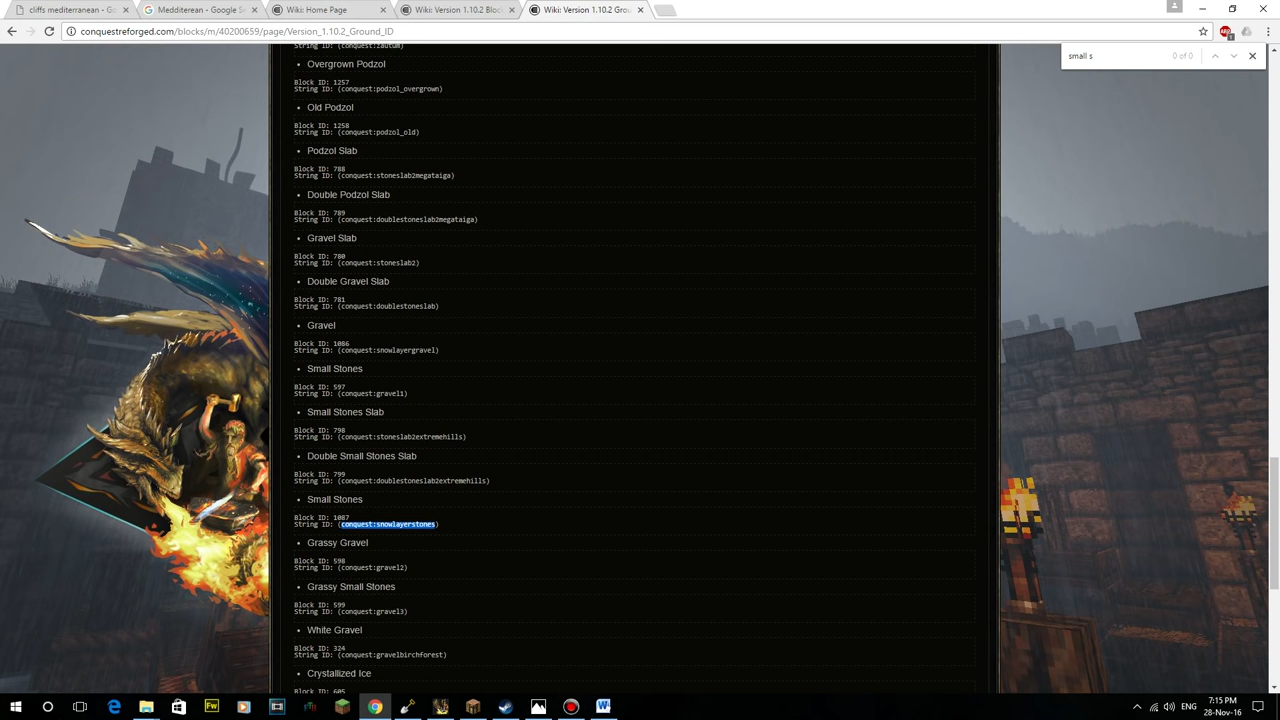 cliffs mediterranean - Go
Medditerean - Google Se
Wiki: Home Page
Wiki: Version 1.10.2 Bloc
Wiki: Version 1.10.2 Grou
conquestreforged.com/blocks/m/40200659/page/Version_1.10.2_Ground_ID
small s 0 of 0
String ID: (conquest:zautum)
• Overgrown Podzol
Block ID: 1257
String ID: (conquest:podzol_overgrown)
• Old Podzol
Block ID: 1258
String ID: (conquest:podzol_old)
• Podzol Slab
Block ID: 788
String ID: (conquest:stoneslab2megataiga)
• Double Podzol Slab
Block ID: 789
String ID: (conquest:doublestoneslab2megataiga)
• Gravel Slab
Block ID: 780
String ID: (conquest:stoneslab2)
• Double Gravel Slab
Block ID: 781
String ID: (conquest:doublestoneslab)
• Gravel
Block ID: 1086
String ID: (conquest:snowlayergravel)
• Small Stones
Block ID: 597
String ID: (conquest:gravel1)
• Small Stones Slab
Block ID: 798
String ID: (conquest:stoneslab2extremehills)
• Double Small Stones Slab
Block ID: 799
String ID: (conquest:doublestoneslab2extremehills)
• Small Stones
Block ID: 1087
String ID: (conquest:snowlayerstones)
• Grassy Gravel
Block ID: 598
String ID: (conquest:gravel2)
• Grassy Small Stones
Block ID: 599
String ID: (conquest:gravel3)
• White Gravel
Block ID: 324
String ID: (conquest:gravelbirchforest)
• Crystallized Ice
Block ID: 605
Fw
ENG
7:15 PM
28-Nov-16